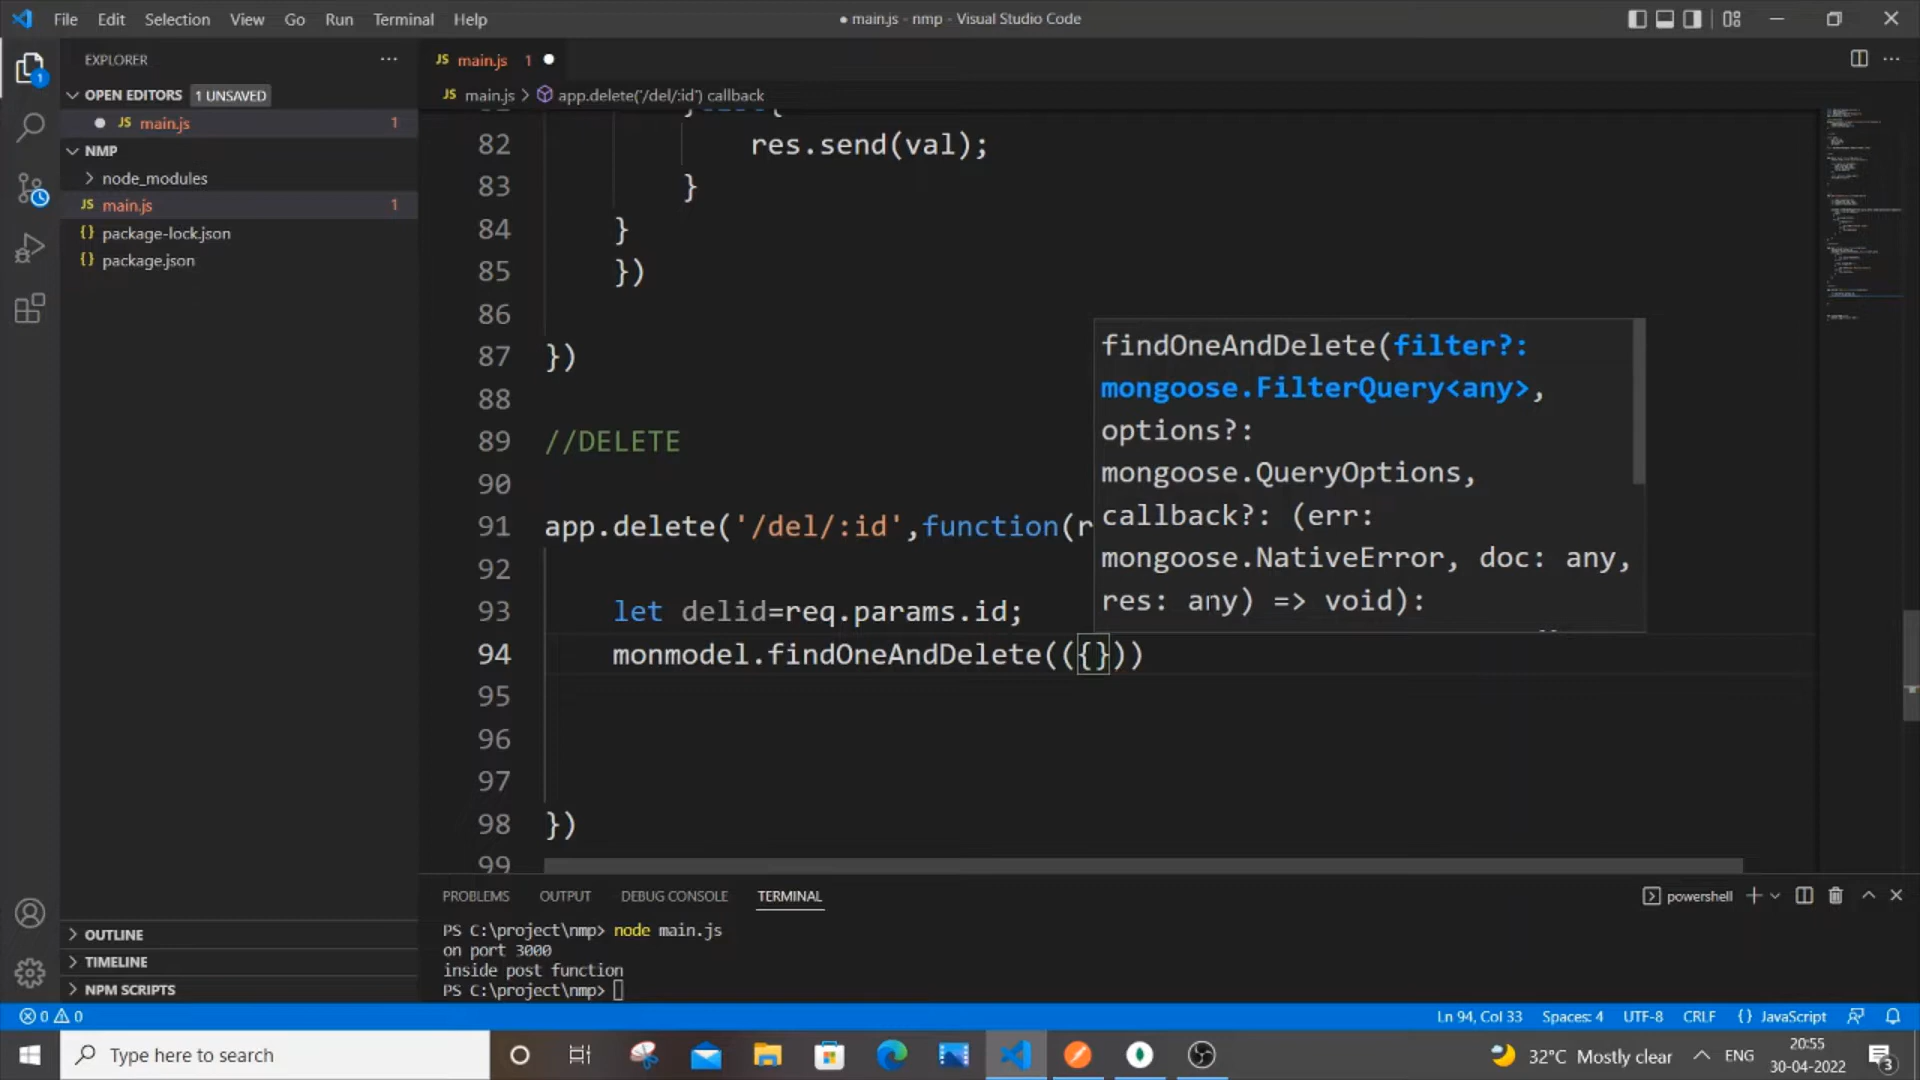 File Edit Selection View Go Run Terminal Help
● main.js - nmp - Visual Studio Code
EXPLORER
OPEN EDITORS 1 UNSAVED
JS main.js 1
NMP
node_modules
JS main.js 1
{} package-lock.json
{} package.json
OUTLINE
TIMELINE
NPM SCRIPTS
JS main.js 1
JS main.js > app.delete('/del/:id') callback
82 res.send(val);
83 }
84 }
85 })
86
87 })
88
89 //DELETE
90
91 app.delete('/del/:id',function(r
92
93 let delid=req.params.id;
94 monmodel.findOneAndDelete(({}))
95
96
97
98 })
99
findOneAndDelete(filter?:
mongoose.FilterQuery<any>,
options?:
mongoose.QueryOptions,
callback?: (err:
mongoose.NativeError, doc: any,
res: any) => void):
PROBLEMS OUTPUT DEBUG CONSOLE TERMINAL
powershell
PS C:\project\nmp> node main.js
on port 3000
inside post function
PS C:\project\nmp>
0 0
Ln 94, Col 33 Spaces: 4 UTF-8 CRLF {} JavaScript
Type here to search
32°C Mostly clear
ENG
20:55
30-04-2022
3